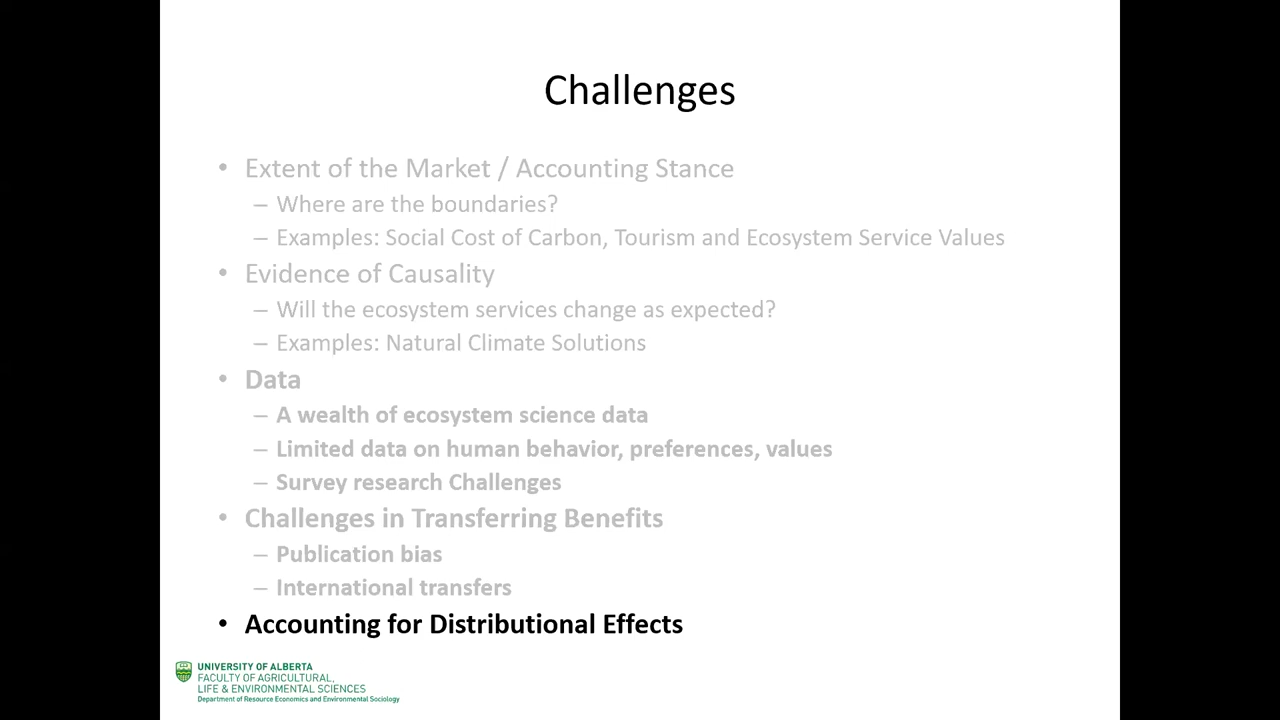 Challenges
• Extent of the Market / Accounting Stance
– Where are the boundaries?
– Examples: Social Cost of Carbon, Tourism and Ecosystem Service Values
• Evidence of Causality
– Will the ecosystem services change as expected?
– Examples: Natural Climate Solutions
• Data
– A wealth of ecosystem science data
– Limited data on human behavior, preferences, values
– Survey research Challenges
• Challenges in Transferring Benefits
– Publication bias
– International transfers
• Accounting for Distributional Effects
UNIVERSITY OF ALBERTA
FACULTY OF AGRICULTURAL,
LIFE & ENVIRONMENTAL SCIENCES
Department of Resource Economics and Environmental Sociology